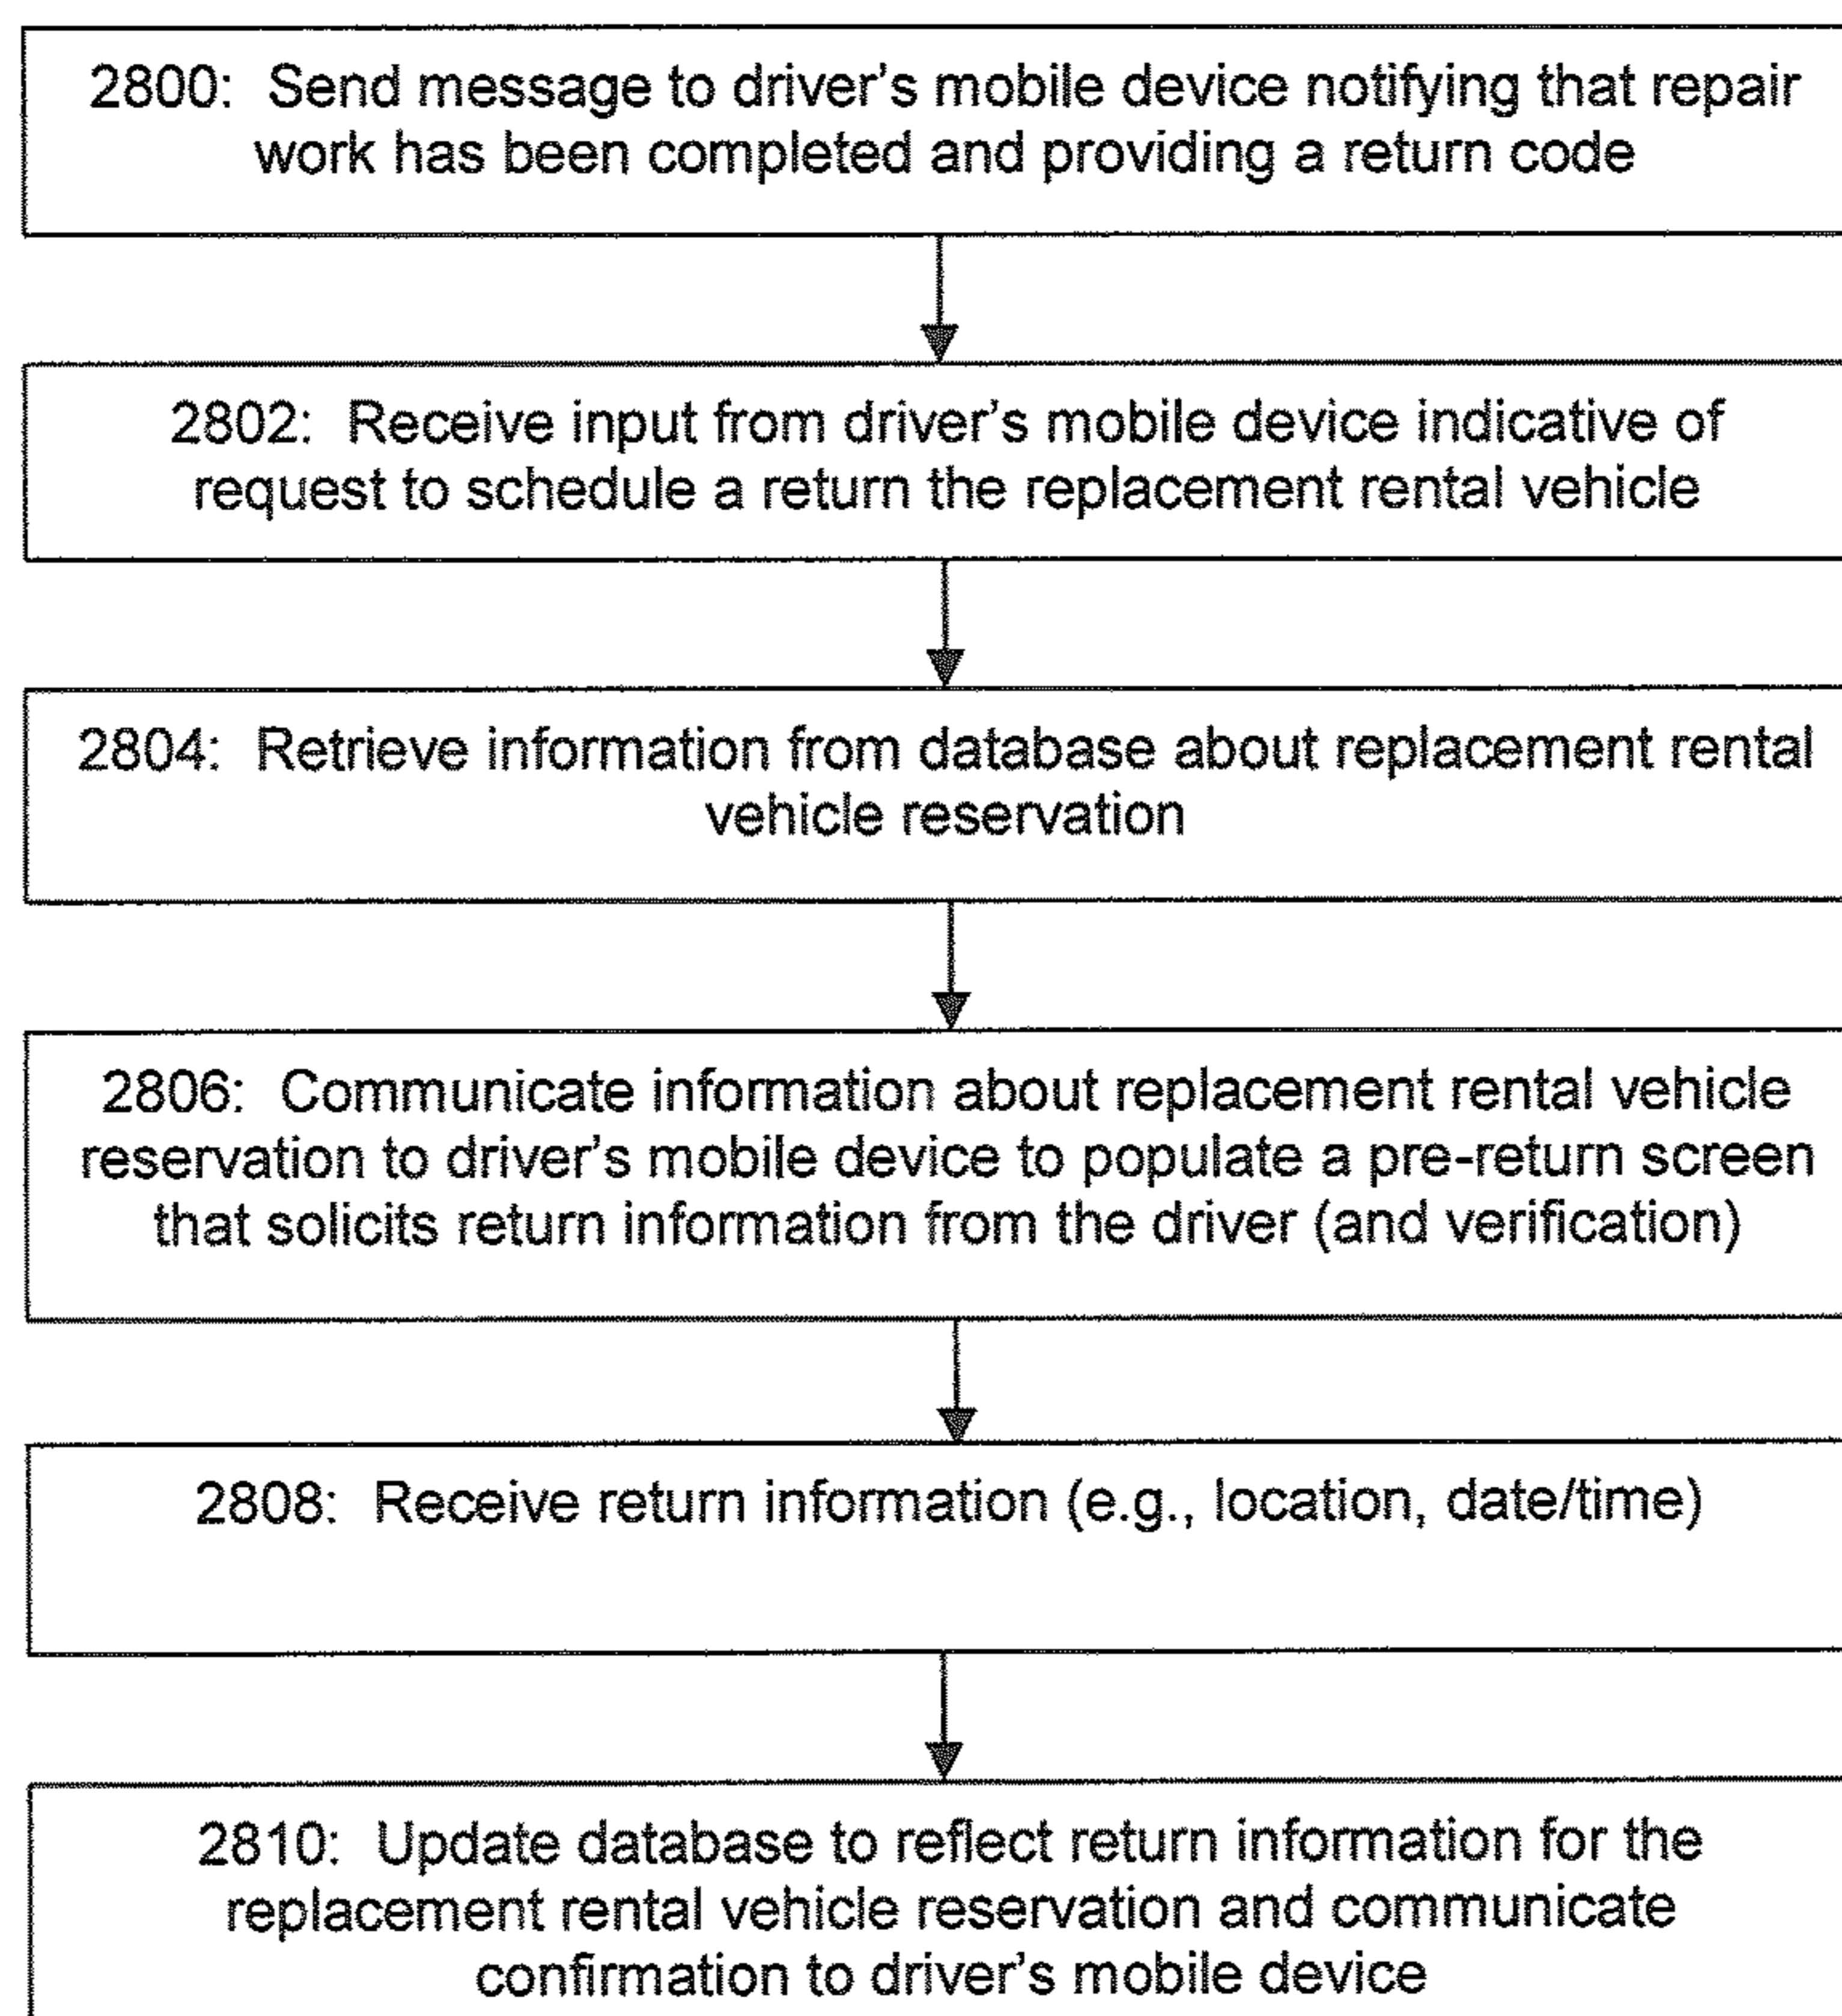 2800: Send message to driver's mobile device notifying that repair
work has been completed and providing a return code
2802: Receive input from driver's mobile device indicative of
request to schedule a return the replacement rental vehicle
2804: Retrieve information from database about replacement rental
vehicle reservation
2806: Communicate information about replacement rental vehicle
reservation to driver's mobile device to populate a pre-return screen
that solicits return information from the driver (and verification)
2808: Receive return information (e.g., location, date/time)
2810: Update database to reflect return information for the
replacement rental vehicle reservation and communicate
confirmation to driver's mobile device